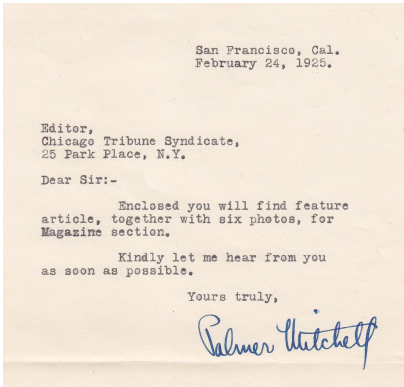 San Francisco, Cal.
February 24, 1925.
Editor,
Chicago Tribune Syndicate,
25 Park Place, N.Y.
Dear Sir:-
Enclosed you will find feature
article, together with six photos, for
Magazine section.
Kindly let me hear from you
as soon as possible.
Yours truly,
Palmer Mitchell